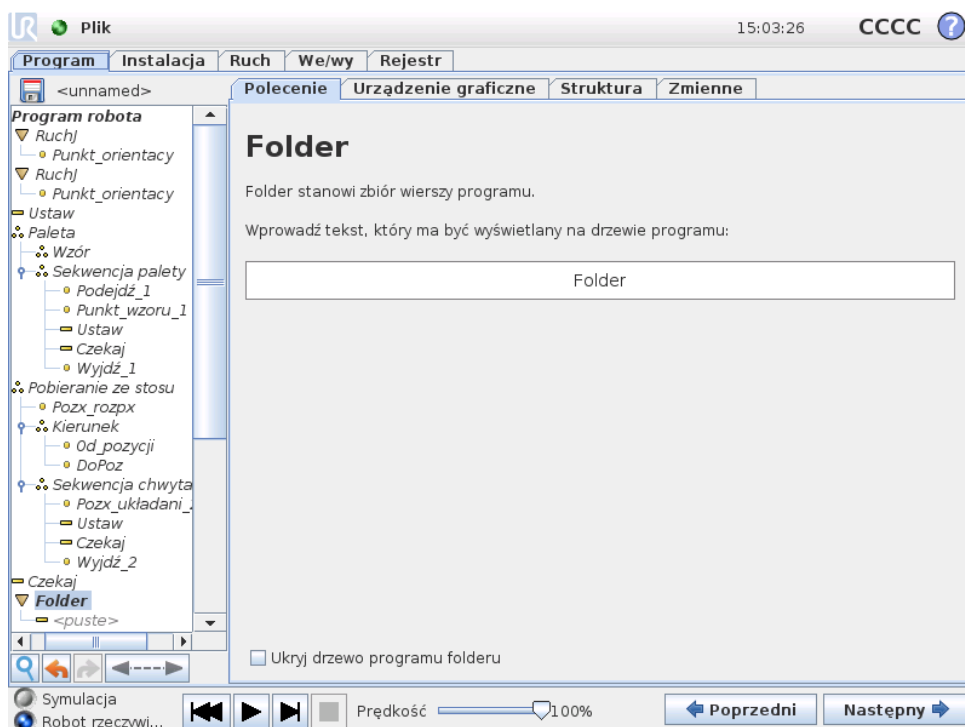 UR Plik 15:03:26 CCCC ?
Program Instalacja Ruch We/wy Rejestr
<unnamed>
Polecenie Urządzenie graficzne Struktura Zmienne
Program robota
RuchJ
Punkt_orientacy
RuchJ
Punkt_orientacy
Ustaw
Paleta
Wzór
Sekwencja palety
Podejdź_1
Punkt_wzoru_1
Ustaw
Czekaj
Wyjdź_1
Pobieranie ze stosu
Pozx_rozpx
Kierunek
Od_pozycji
DoPoz
Sekwencja chwyta
Pozx_układani_2
Ustaw
Czekaj
Wyjdź_2
Czekaj
Folder
<puste>
Folder
Folder stanowi zbiór wierszy programu.
Wprowadź tekst, który ma być wyświetlany na drzewie programu:
Folder
Ukryj drzewo programu folderu
Symulacja
Robot rzeczywi...
Prędkość 100%
Poprzedni
Następny